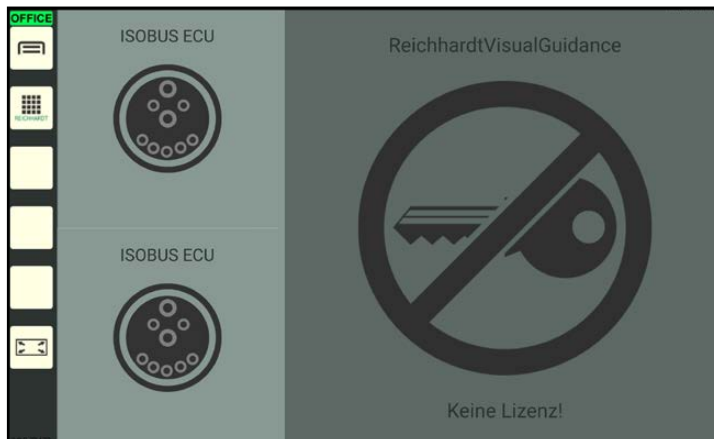 OFFICE
REICHHARDT
ISOBUS ECU
ISOBUS ECU
ReichhardtVisualGuidance
Keine Lizenz!